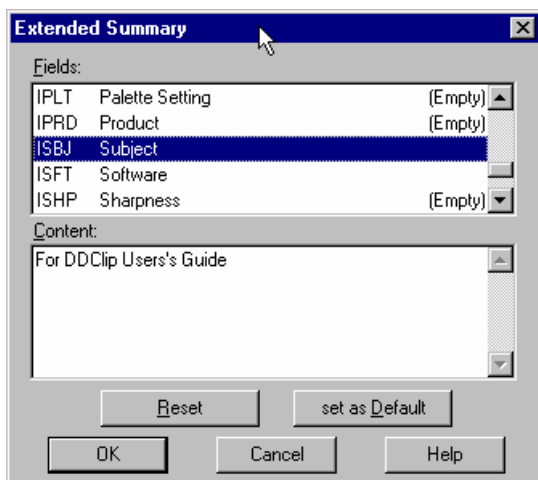 Extended Summary
Fields:
IPLT Palette Setting (Empty)
IPRD Product (Empty)
ISBJ Subject
ISFT Software
ISHP Sharpness (Empty)
Content:
For DDClip Users's Guide
Reset set as Default
OK Cancel Help